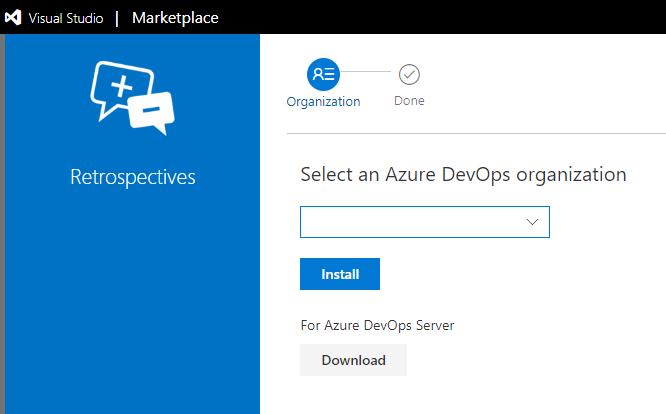 Visual Studio | Marketplace
Retrospectives
Organization
Done
Select an Azure DevOps organization
Install
For Azure DevOps Server
Download